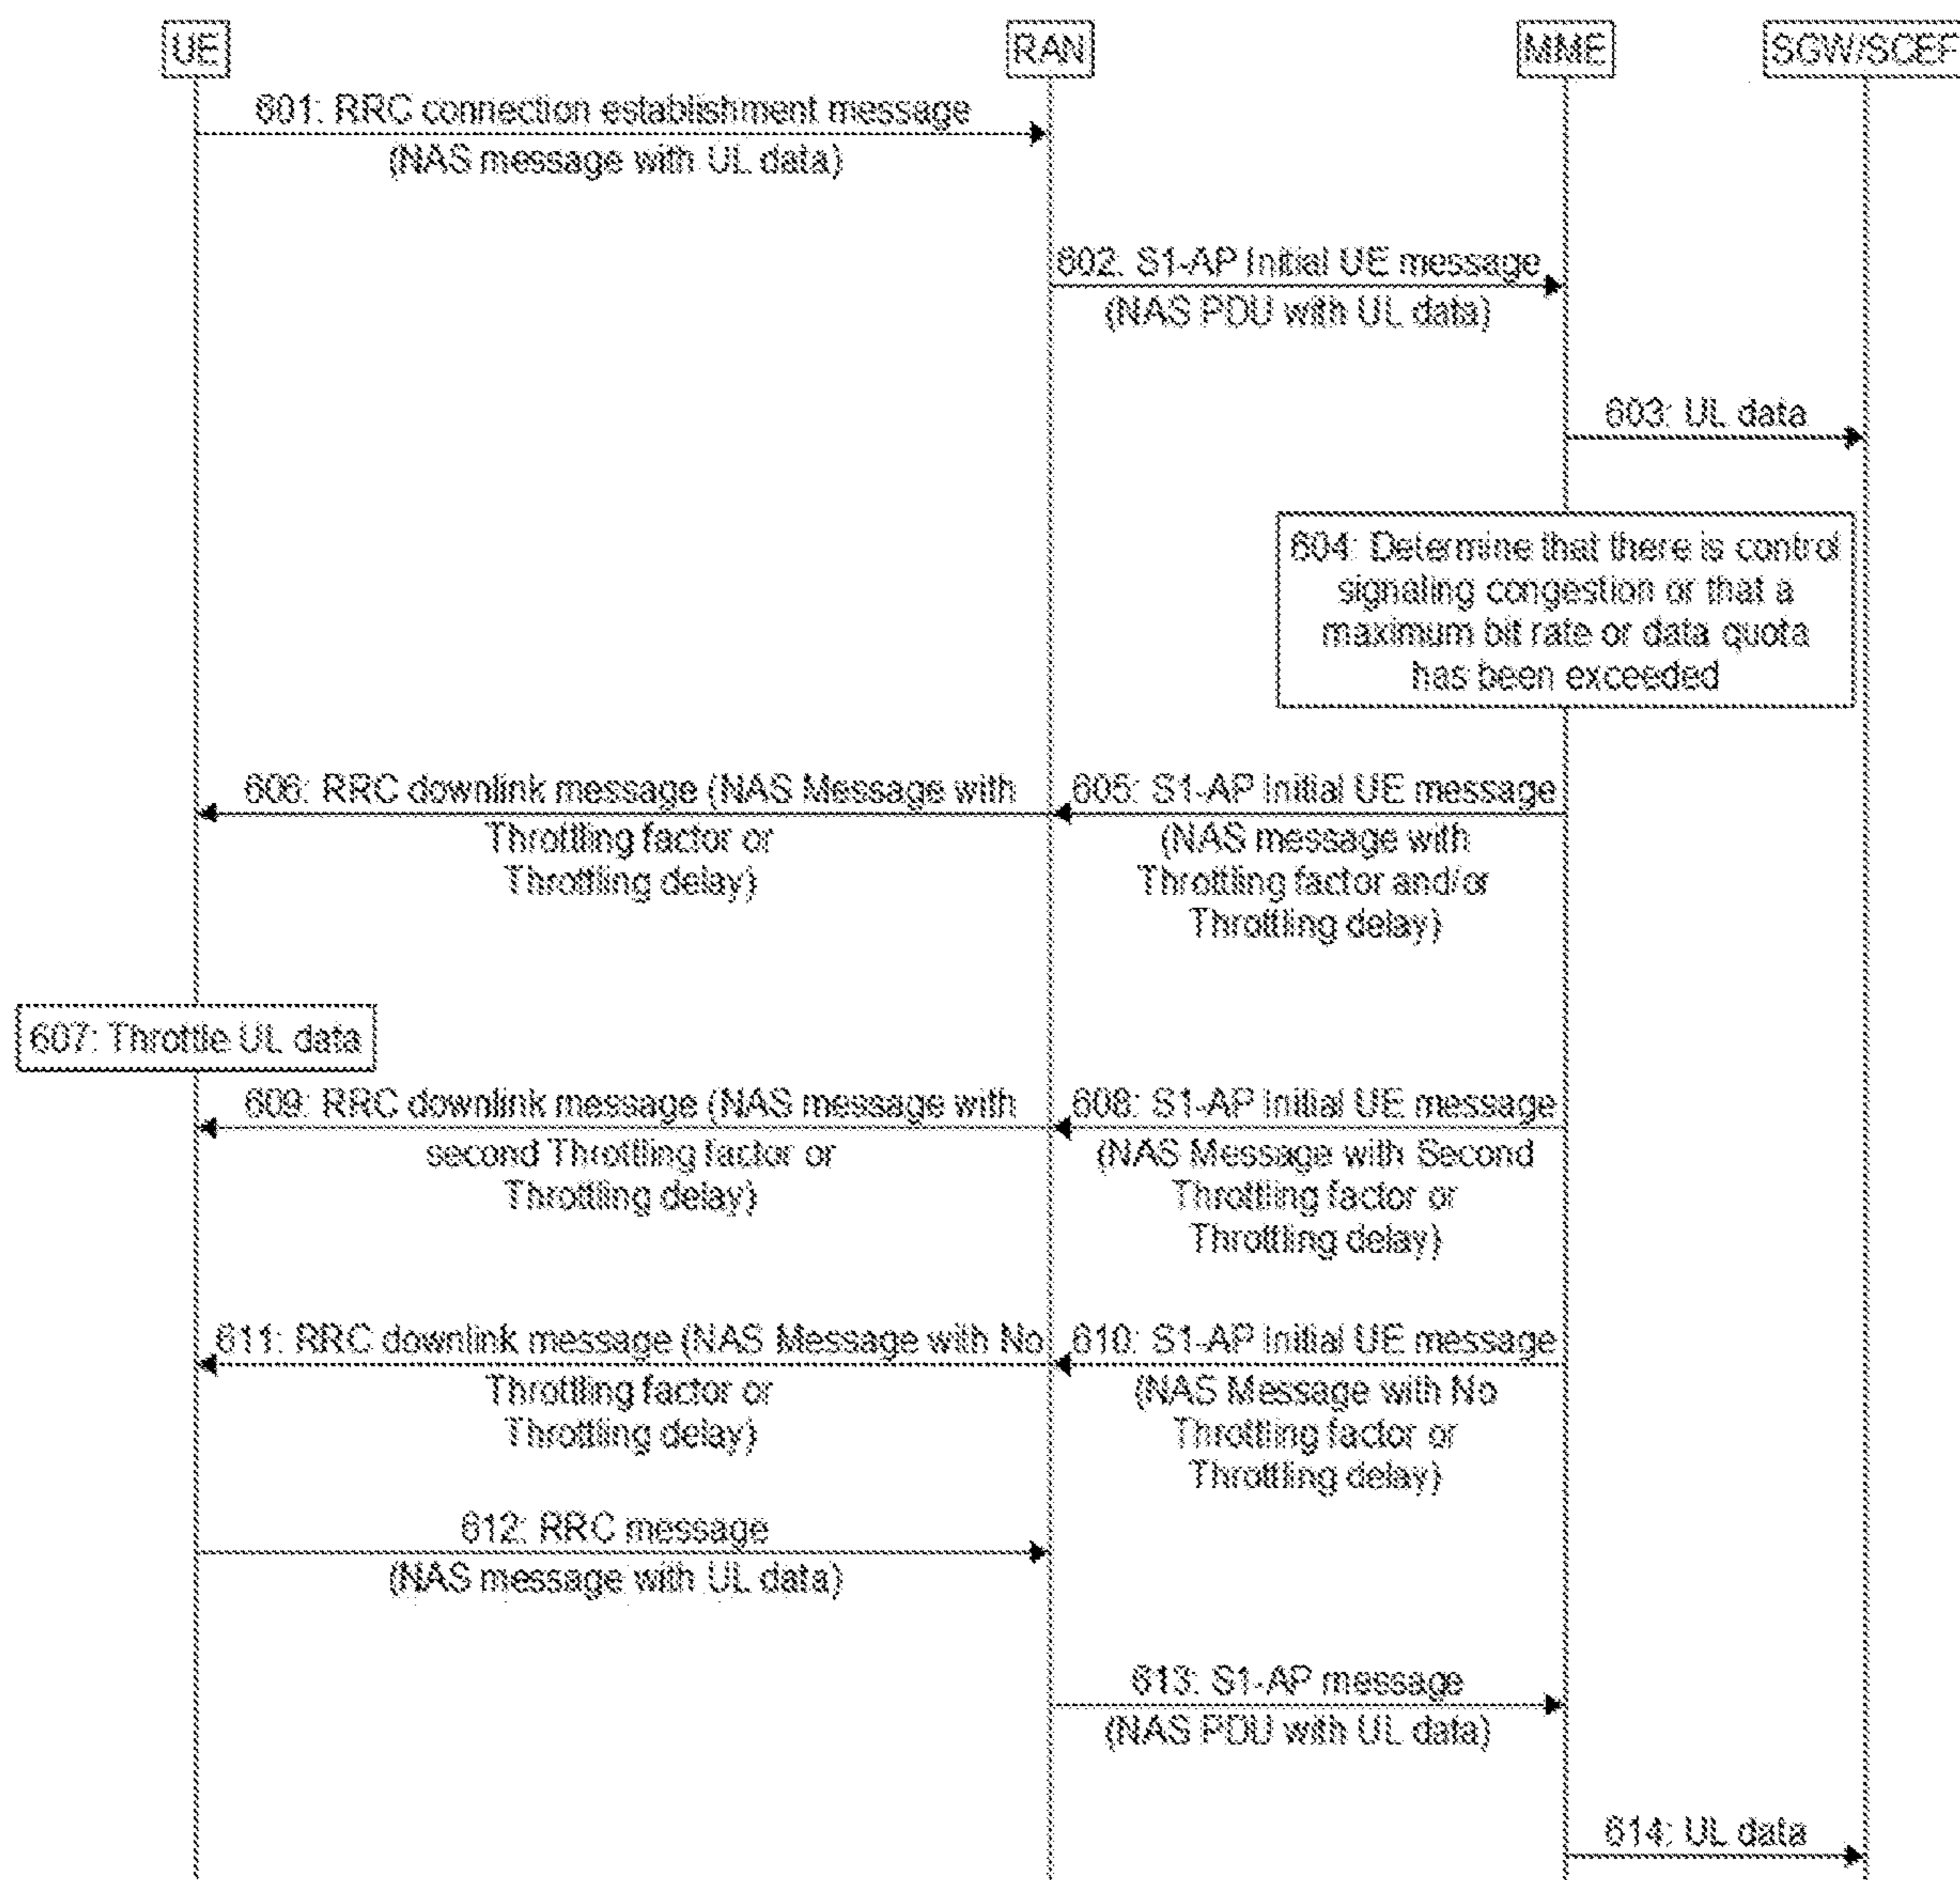 UE
RAN
MME
SGW/SCEF
601: RRC connection establishment message
(NAS message with UL data)
602: S1-AP Initial UE message
(NAS PDU with UL data)
603: UL data
604: Determine that there is control
signaling congestion or that a
maximum bit rate or data quota
has been exceeded
606: RRC downlink message (NAS Message with
Throttling factor or
Throttling delay)
605: S1-AP Initial UE message
(NAS message with
Throttling factor and/or
Throttling delay)
607: Throttle UL data
609: RRC downlink message (NAS message with
second Throttling factor or
Throttling delay)
608: S1-AP Initial UE message
(NAS Message with Second
Throttling factor or
Throttling delay)
611: RRC downlink message (NAS Message with No
Throttling factor or
Throttling delay)
610: S1-AP Initial UE message
(NAS Message with No
Throttling factor or
Throttling delay)
612: RRC message
(NAS message with UL data)
613: S1-AP message
(NAS PDU with UL data)
614: UL data